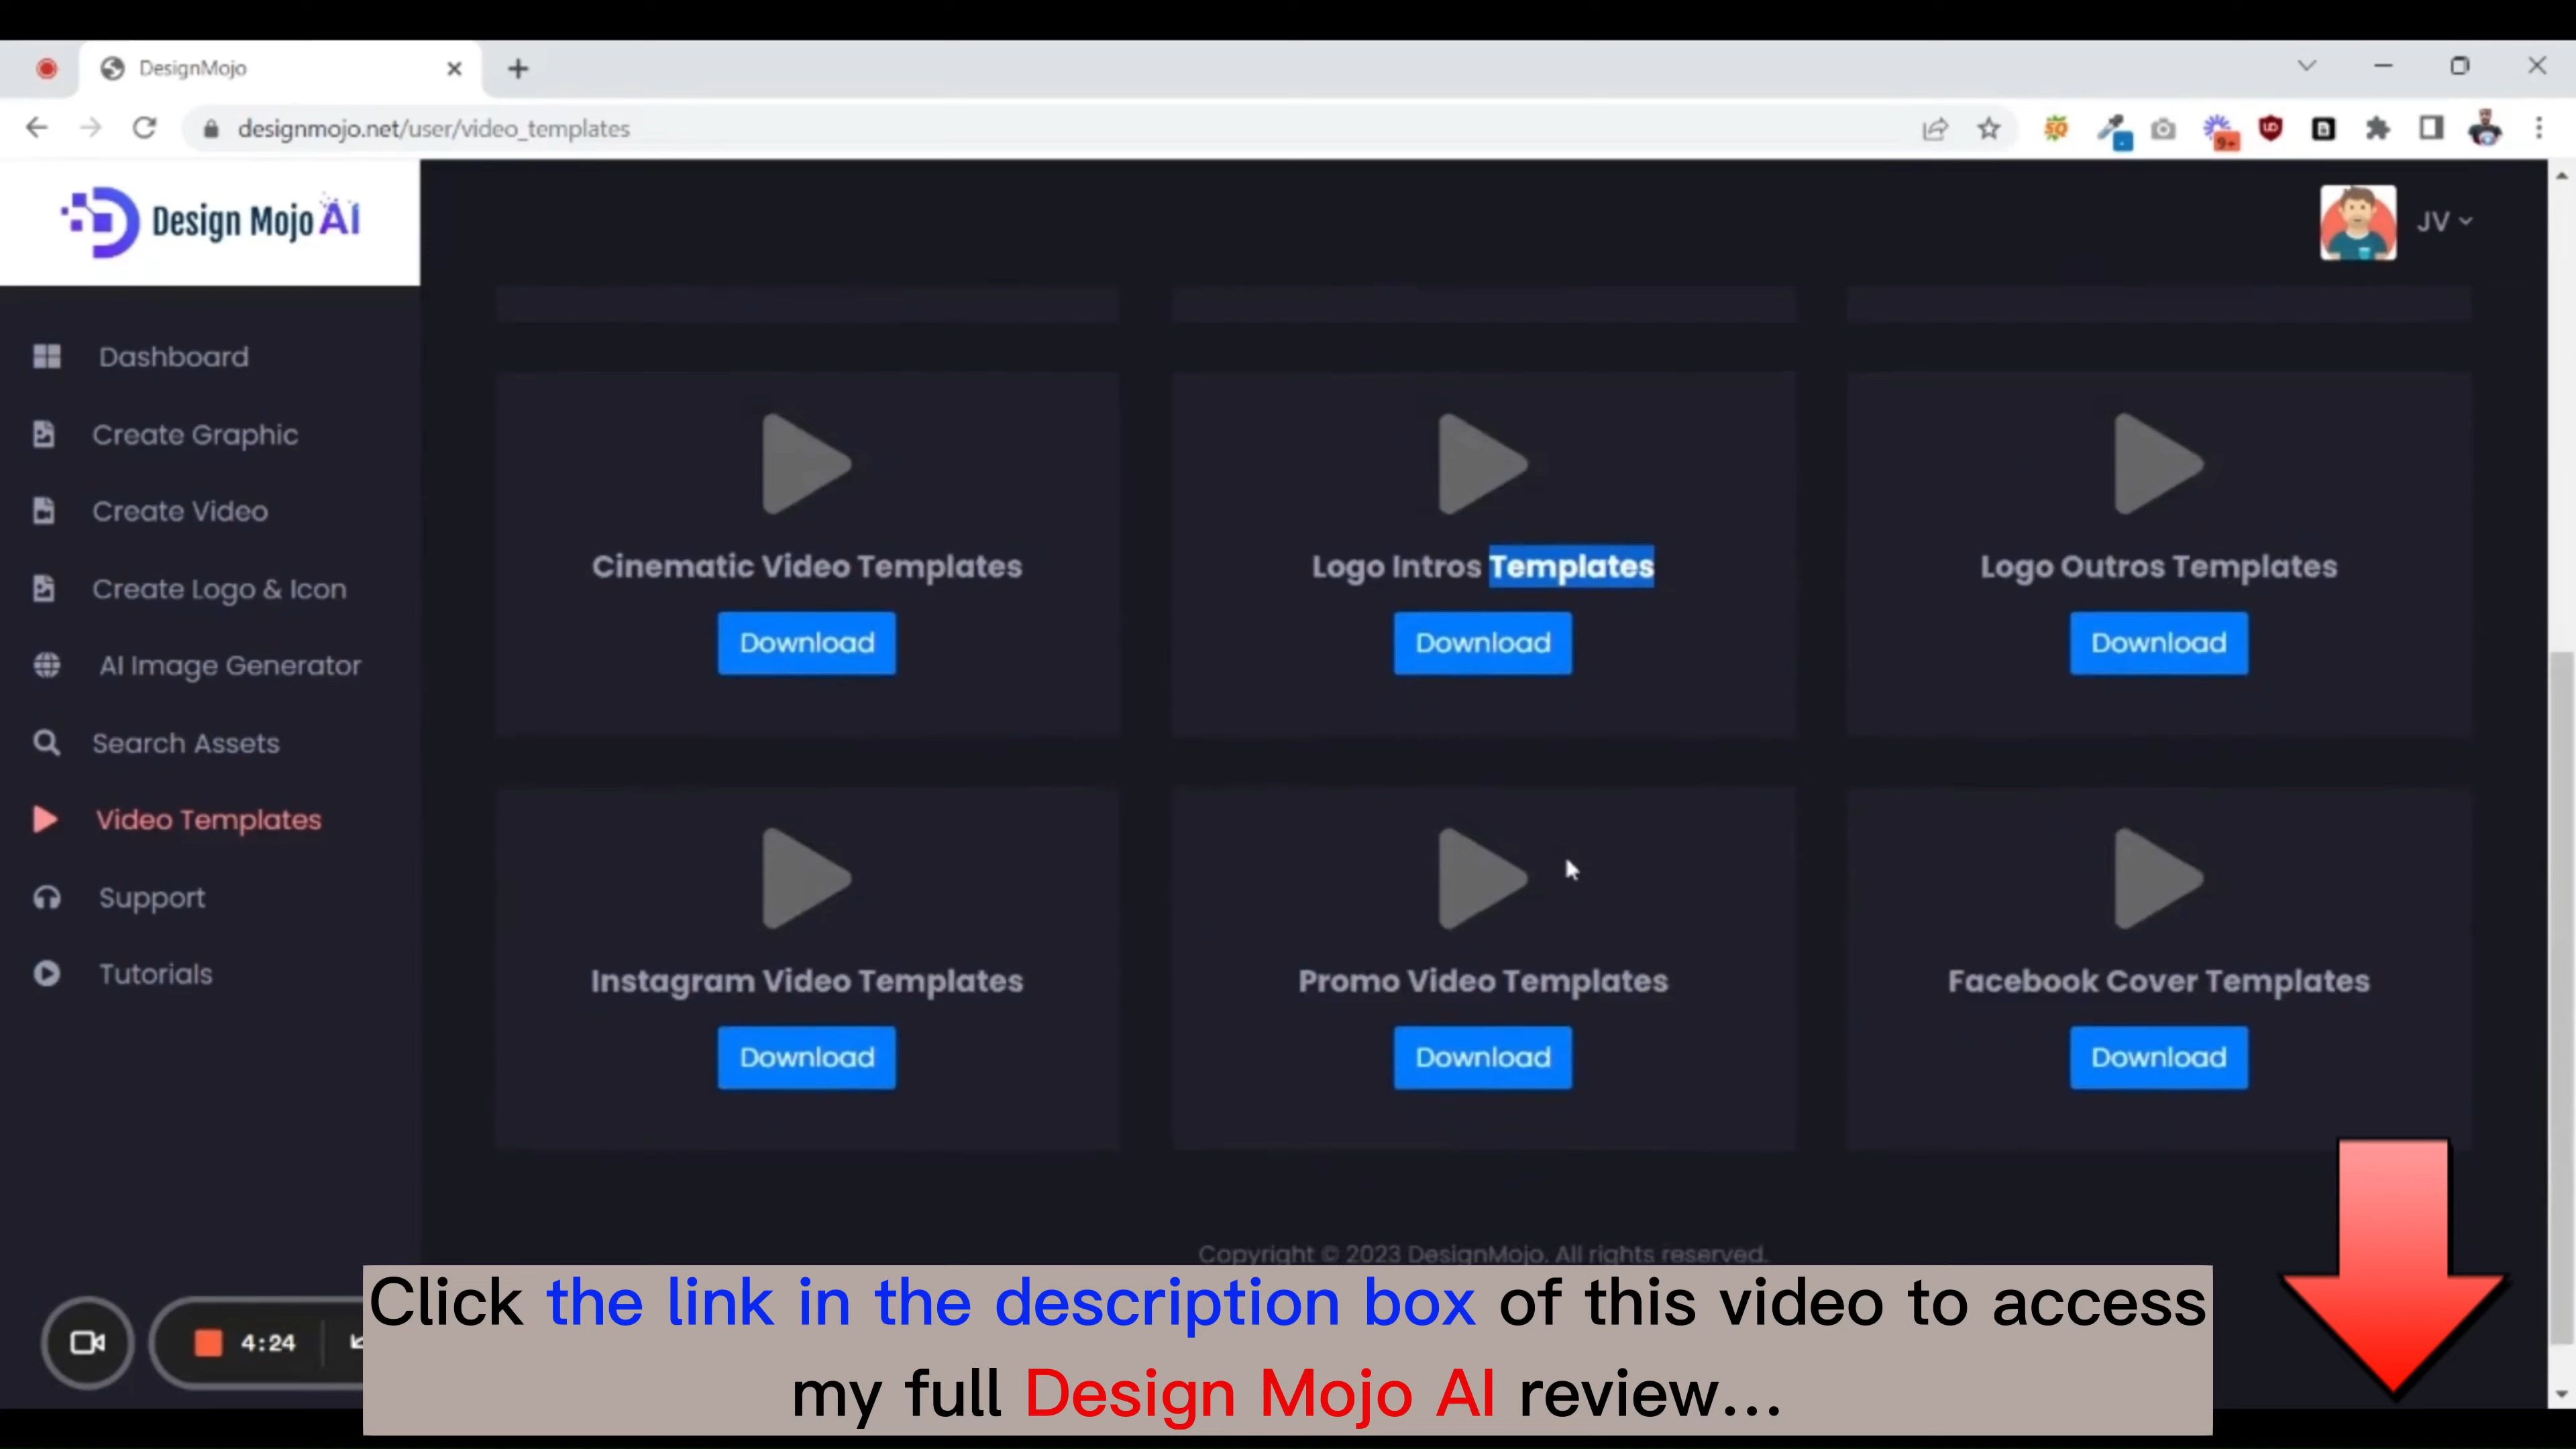 DesignMojo
designmojo.net/user/video_templates
SQ
9+
Design Mojo AI
JV
Dashboard
Create Graphic
Create Video
Create Logo & Icon
AI Image Generator
Search Assets
Video Templates
Support
Tutorials
Cinematic Video Templates
Download
Logo Intros Templates
Download
Logo Outros Templates
Download
Instagram Video Templates
Download
Promo Video Templates
Download
Facebook Cover Templates
Download
Copyright © 2023 DesignMojo. All rights reserved.
4:24
Click the link in the description box of this video to access
my full Design Mojo AI review...